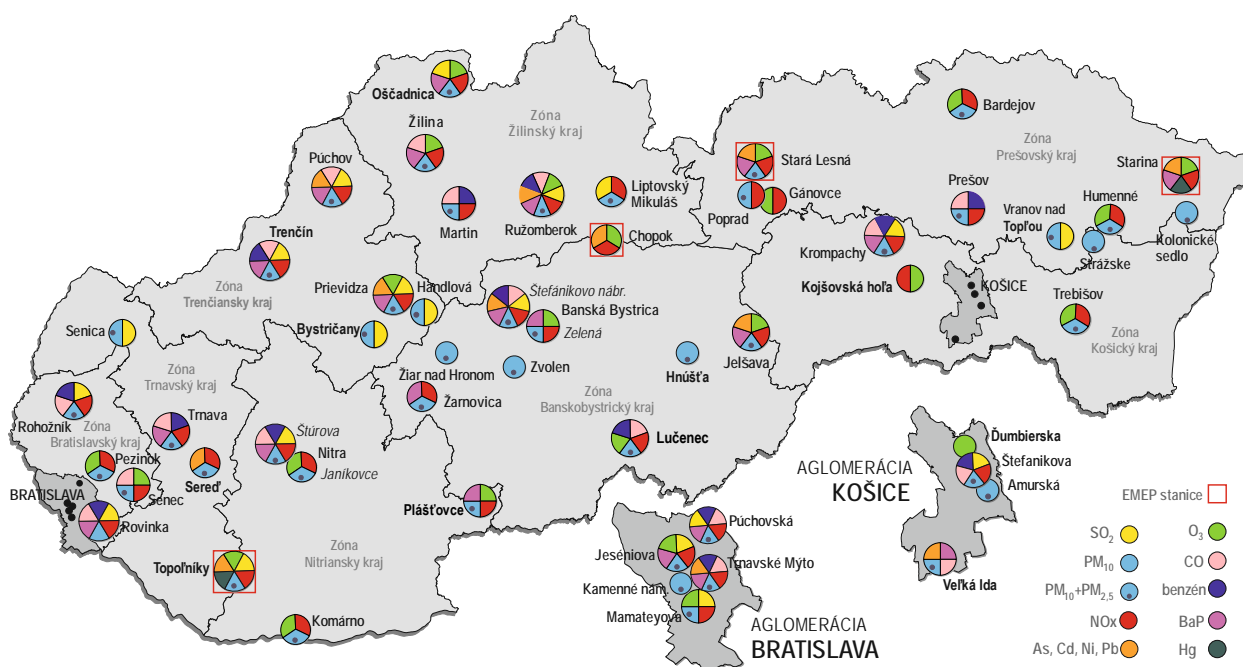 Oščadnica
Žilina
Zóna
Žilinský kraj
Bardejov
Zóna
Prešovský kraj
Púchov
Stará Lesná
Starina
Liptovský
Mikuláš
Gánovce
Poprad
Prešov
Humenné
Martin
Ružomberok
Vranov nad
Topľou
Kolonické
sedlo
Chopok
Krompachy
Strážske
Trenčín
Zóna
Trenčiansky kraj
Prievidza
Handlová
Štefánikovo nábr.
Banská Bystrica
Zelená
Kojšovská hoľa
KOŠICE
Trebišov
Zóna
Košický kraj
Senica
Bystričany
Jelšava
Zóna
Trnavský kraj
Žiar nad Hronom
Zvolen
Hnúšťa
Žarnovica
Zóna
Banskobystrický kraj
Rohožník
Zóna
Bratislavský kraj
Trnava
Štúrova
Nitra
Janíkovce
Lučenec
Pezinok
Sereď
Senec
BRATISLAVA
Rovinka
Plášťovce
Zóna
Nitriansky kraj
Topoľníky
Komárno
Ďumbierska
Štefanikova
Amurská
AGLOMERÁCIA
KOŠICE
Veľká Ida
Púchovská
Jeséniova
Trnavské Mýto
Kamenné nám.
Mamateyova
AGLOMERÁCIA
BRATISLAVA
EMEP stanice
SO2
O3
PM10
CO
PM10+PM2,5
benzén
NOx
BaP
As, Cd, Ni, Pb
Hg